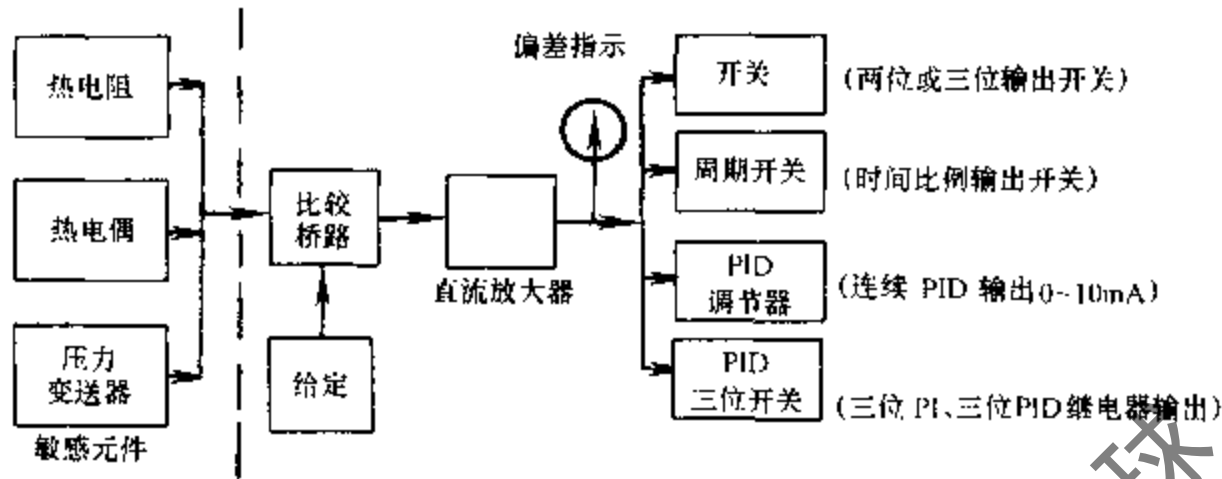 热电阻
热电偶
压力
变送器
敏感元件
比较
桥路
给定
直流放大器
偏差指示
开关
(两位或三位输出开关)
周期开关
(时间比例输出开关)
PID
调节器
(连续 PID 输出0~10mA)
PID
三位开关
(三位 PI、三位PID继电器输出)
球